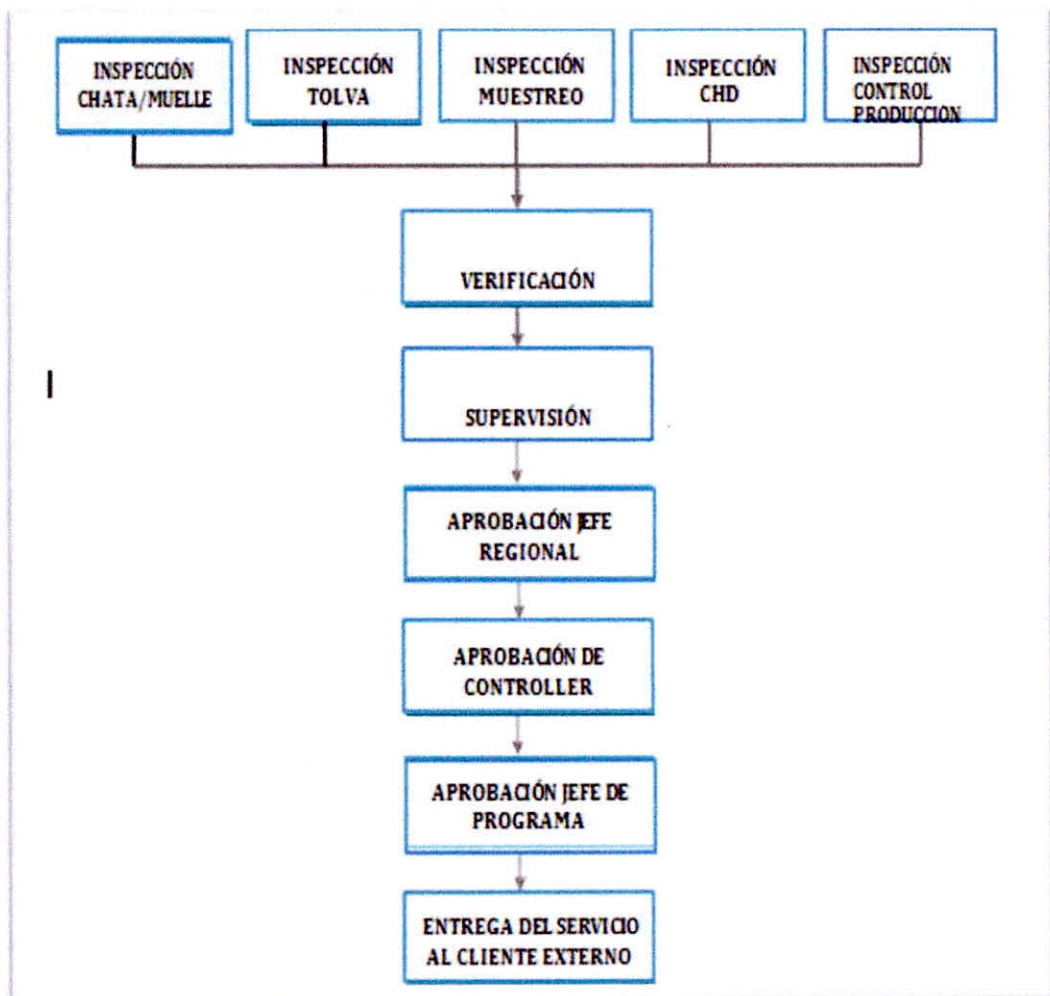 INSPECCIÓN
CHATA/MUELLE
INSPECCIÓN
TOLVA
INSPECCIÓN
MUESTREO
INSPECCIÓN
CHD
INSPECCIÓN
CONTROL
PRODUCCIÓN
VERIFICACIÓN
SUPERVISIÓN
APROBACIÓN JEFE
REGIONAL
APROBACIÓN DE
CONTROLLER
APROBACIÓN JEFE DE
PROGRAMA
ENTREGA DEL SERVICIO
AL CLIENTE EXTERNO